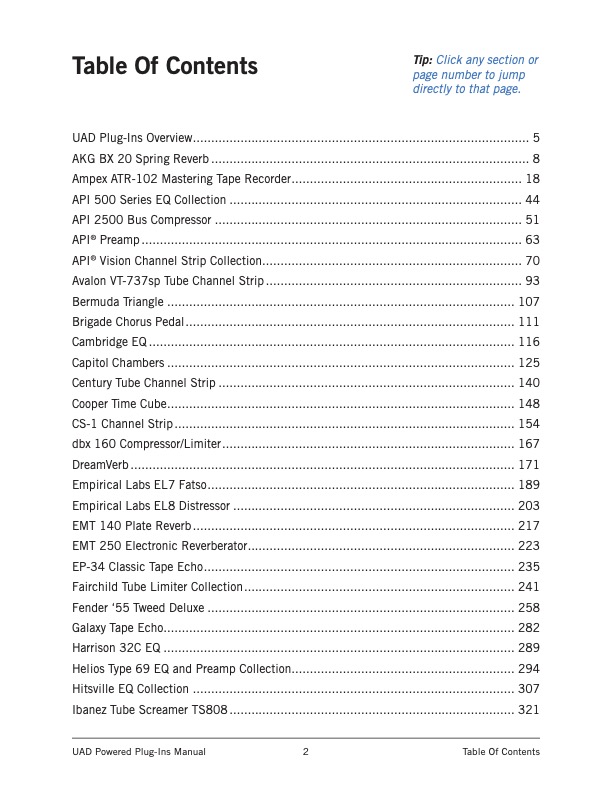 Table Of Contents
Tip: Click any section or
page number to jump
directly to that page.
UAD Plug-Ins Overview........................................................................................... 5
AKG BX 20 Spring Reverb ...................................................................................... 8
Ampex ATR-102 Mastering Tape Recorder.............................................................. 18
API 500 Series EQ Collection ............................................................................... 44
API 2500 Bus Compressor ................................................................................... 51
API® Preamp....................................................................................................... 63
API® Vision Channel Strip Collection...................................................................... 70
Avalon VT-737sp Tube Channel Strip..................................................................... 93
Bermuda Triangle .............................................................................................. 107
Brigade Chorus Pedal......................................................................................... 111
Cambridge EQ................................................................................................... 116
Capitol Chambers .............................................................................................. 125
Century Tube Channel Strip ................................................................................ 140
Cooper Time Cube.............................................................................................. 148
CS-1 Channel Strip............................................................................................ 154
dbx 160 Compressor/Limiter............................................................................... 167
DreamVerb........................................................................................................ 171
Empirical Labs EL7 Fatso................................................................................... 189
Empirical Labs EL8 Distressor ............................................................................ 203
EMT 140 Plate Reverb....................................................................................... 217
EMT 250 Electronic Reverberator........................................................................ 223
EP-34 Classic Tape Echo.................................................................................... 235
Fairchild Tube Limiter Collection......................................................................... 241
Fender ‘55 Tweed Deluxe ................................................................................... 258
Galaxy Tape Echo............................................................................................... 282
Harrison 32C EQ ............................................................................................... 289
Helios Type 69 EQ and Preamp Collection............................................................ 294
Hitsville EQ Collection ....................................................................................... 307
Ibanez Tube Screamer TS808............................................................................. 321
UAD Powered Plug-Ins Manual 2 Table Of Contents